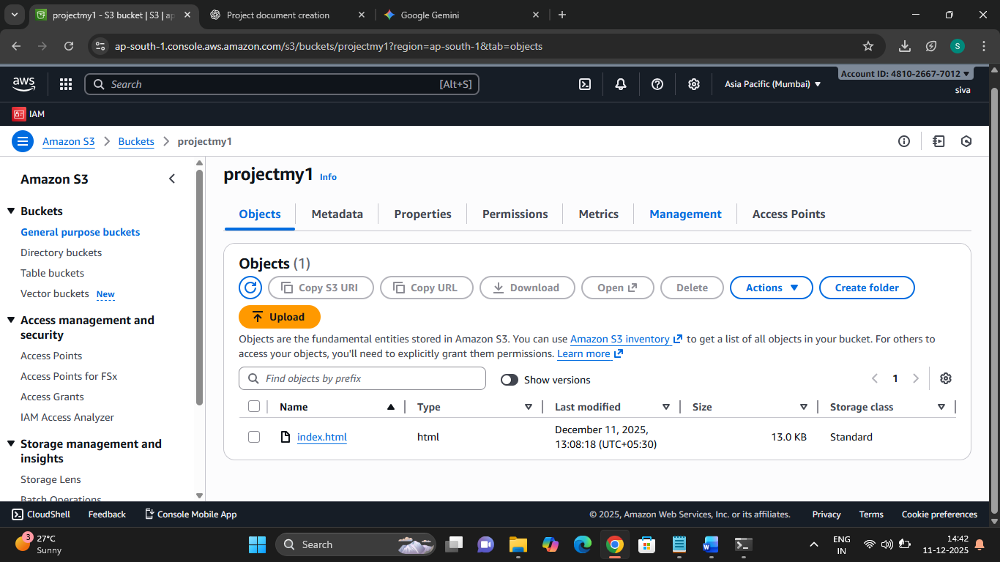 projectmy1 - S3 bucket | S3 | ap
Project document creation
Google Gemini
ap-south-1.console.aws.amazon.com/s3/buckets/projectmy1?region=ap-south-1&tab=objects
S
aws
Search
[Alt+S]
Asia Pacific (Mumbai)
Account ID: 4810-2667-7012
siva
IAM
Amazon S3
Buckets
projectmy1
Amazon S3
Buckets
General purpose buckets
Directory buckets
Table buckets
Vector buckets New
Access management and
security
Access Points
Access Points for FSx
Access Grants
IAM Access Analyzer
Storage management and
insights
Storage Lens
Batch Operations
projectmy1 Info
Objects
Metadata
Properties
Permissions
Metrics
Management
Access Points
Objects (1)
Copy S3 URI
Copy URL
Download
Open
Delete
Actions
Create folder
Upload
Objects are the fundamental entities stored in Amazon S3. You can use Amazon S3 inventory to get a list of all objects in your bucket. For others to
access your objects, you'll need to explicitly grant them permissions. Learn more
Find objects by prefix
Show versions
1
Name
Type
Last modified
Size
Storage class
index.html
html
December 11, 2025,
13:08:18 (UTC+05:30)
13.0 KB
Standard
CloudShell
Feedback
Console Mobile App
© 2025, Amazon Web Services, Inc. or its affiliates.
Privacy
Terms
Cookie preferences
3
27°C
Sunny
Search
ENG
IN
14:42
11-12-2025